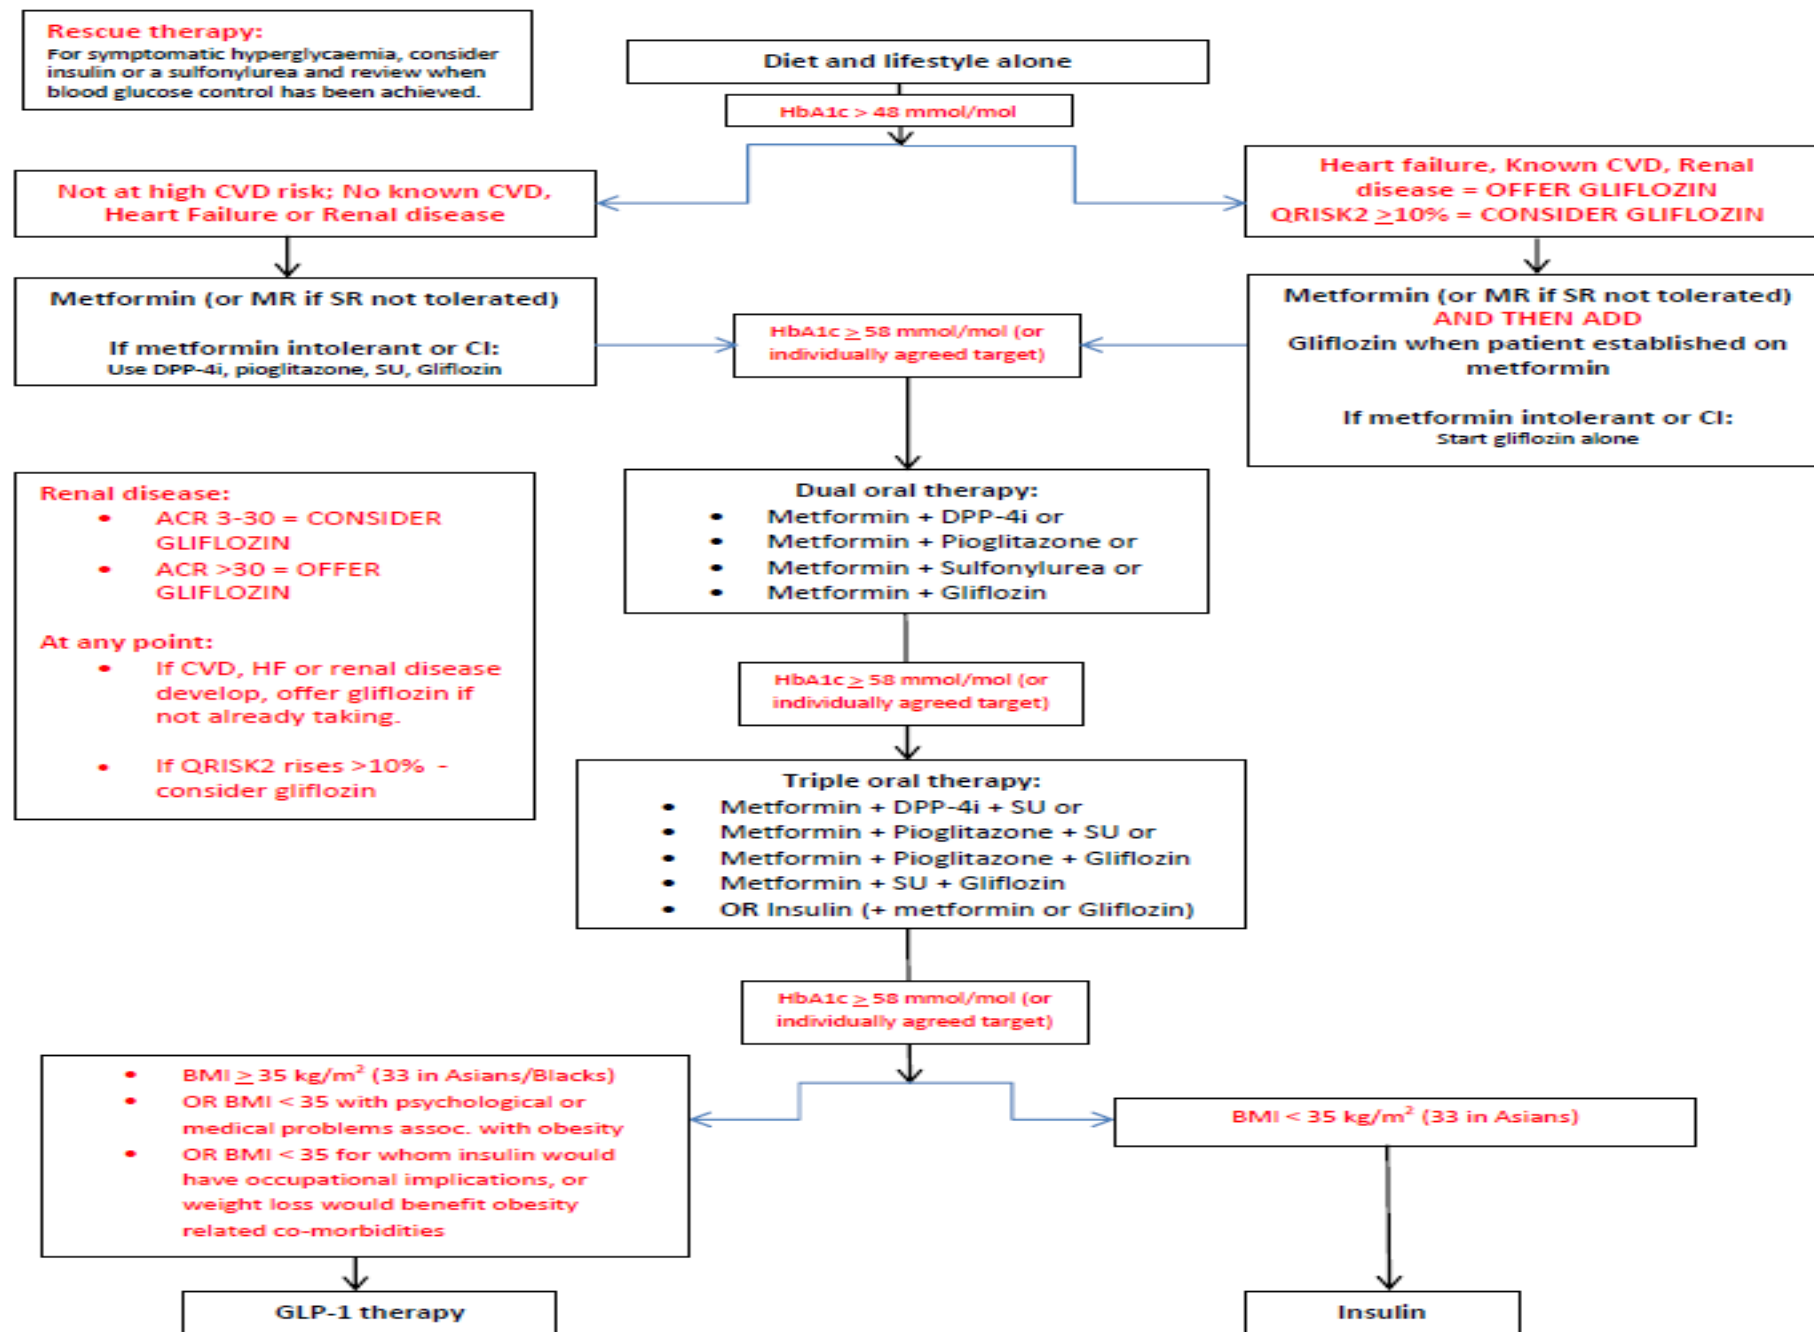 Rescue therapy:
For symptomatic hyperglycaemia, consider
insulin or a sulfonylurea and review when
blood glucose control has been achieved.
Diet and lifestyle alone
HbA1c > 48 mmol/mol
Not at high CVD risk; No known CVD,
Heart Failure or Renal disease
Heart failure, Known CVD, Renal
disease = OFFER GLIFLOZIN
QRISK2 ≥10% = CONSIDER GLIFLOZIN
Metformin (or MR if SR not tolerated)
If metformin intolerant or CI:
Use DPP-4i, pioglitazone, SU, Gliflozin
HbA1c ≥ 58 mmol/mol (or
individually agreed target)
Metformin (or MR if SR not tolerated)
AND THEN ADD
Gliflozin when patient established on
metformin
If metformin intolerant or CI:
Start gliflozin alone
Renal disease:
• ACR 3-30 = CONSIDER
GLIFLOZIN
• ACR >30 = OFFER
GLIFLOZIN
At any point:
• If CVD, HF or renal disease
develop, offer gliflozin if
not already taking.
• If QRISK2 rises >10% -
consider gliflozin
Dual oral therapy:
• Metformin + DPP-4i or
• Metformin + Pioglitazone or
• Metformin + Sulfonylurea or
• Metformin + Gliflozin
HbA1c ≥ 58 mmol/mol (or
individually agreed target)
Triple oral therapy:
• Metformin + DPP-4i + SU or
• Metformin + Pioglitazone + SU or
• Metformin + Pioglitazone + Gliflozin
• Metformin + SU + Gliflozin
• OR Insulin (+ metformin or Gliflozin)
HbA1c ≥ 58 mmol/mol (or
individually agreed target)
• BMI ≥ 35 kg/m² (33 in Asians/Blacks)
• OR BMI < 35 with psychological or
medical problems assoc. with obesity
• OR BMI < 35 for whom insulin would
have occupational implications, or
weight loss would benefit obesity
related co-morbidities
BMI < 35 kg/m² (33 in Asians)
GLP-1 therapy
Insulin